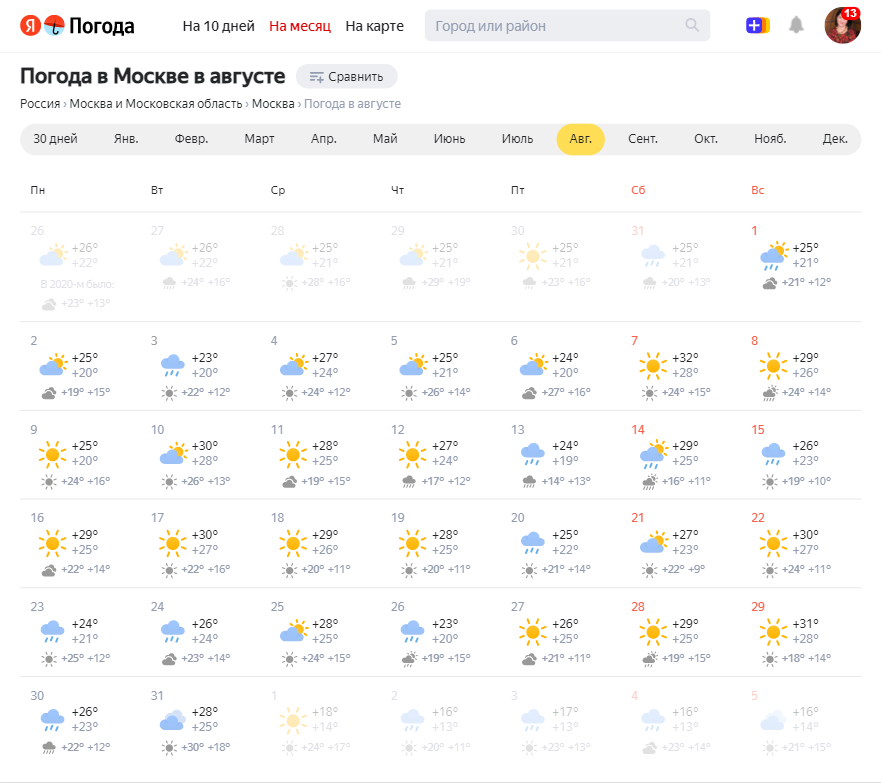 Я Погода На 10 дней На месяц На карте Город или район 13
Погода в Москве в августе Сравнить
Россия › Москва и Московская область › Москва › Погода в августе
30 дней Янв. Февр. Март Апр. Май Июнь Июль Авг. Сент. Окт. Нояб. Дек.
Пн Вт Ср Чт Пт Сб Вс
26 27 28 29 30 31 1
+26° +26° +25° +25° +25° +25° +25°
+22° +22° +21° +21° +21° +21° +21°
В 2020-м было: +24° +16° +28° +16° +29° +19° +23° +16° +20° +13° +21° +12°
+23° +13°
2 3 4 5 6 7 8
+25° +23° +27° +25° +24° +32° +29°
+20° +20° +24° +21° +20° +28° +26°
+19° +15° +22° +12° +24° +12° +26° +14° +27° +16° +24° +15° +24° +14°
9 10 11 12 13 14 15
+25° +30° +28° +27° +24° +29° +26°
+20° +28° +25° +24° +19° +25° +23°
+24° +16° +26° +13° +19° +15° +17° +12° +14° +13° +16° +11° +19° +10°
16 17 18 19 20 21 22
+29° +30° +29° +28° +25° +27° +30°
+25° +27° +26° +25° +22° +23° +27°
+22° +14° +22° +16° +20° +11° +20° +11° +21° +14° +22° +9° +24° +11°
23 24 25 26 27 28 29
+24° +26° +28° +23° +26° +29° +31°
+21° +24° +25° +20° +25° +25° +28°
+25° +12° +23° +14° +24° +15° +19° +15° +21° +11° +19° +15° +18° +14°
30 31 1 2 3 4 5
+26° +28° +18° +16° +17° +16° +16°
+23° +25° +14° +13° +13° +13° +14°
+22° +12° +30° +18° +24° +17° +20° +11° +23° +13° +23° +14° +21° +15°